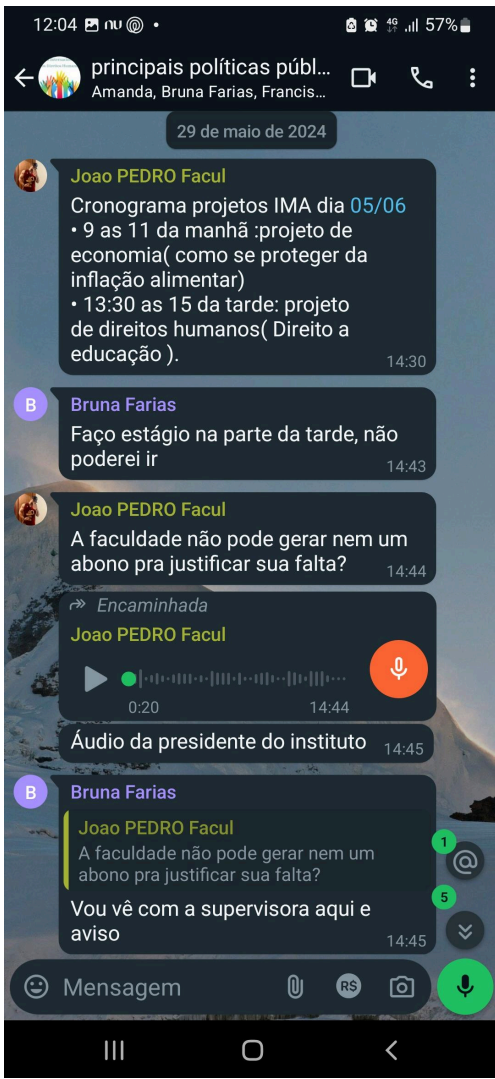 12:04
4G
57%
principais políticas públ...
Amanda, Bruna Farias, Francis...
29 de maio de 2024
Joao PEDRO Facul
Cronograma projetos IMA dia 05/06
• 9 as 11 da manhã :projeto de
economia( como se proteger da
inflação alimentar)
• 13:30 as 15 da tarde: projeto
de direitos humanos( Direito a
educação ).
14:30
B
Bruna Farias
Faço estágio na parte da tarde, não
poderei ir
14:43
Joao PEDRO Facul
A faculdade não pode gerar nem um
abono pra justificar sua falta?
14:44
Encaminhada
Joao PEDRO Facul
0:20
14:44
Áudio da presidente do instituto
14:45
B
Bruna Farias
Joao PEDRO Facul
A faculdade não pode gerar nem um
abono pra justificar sua falta?
1
@
Vou vê com a supervisora aqui e
aviso
14:45
5
Mensagem
R$